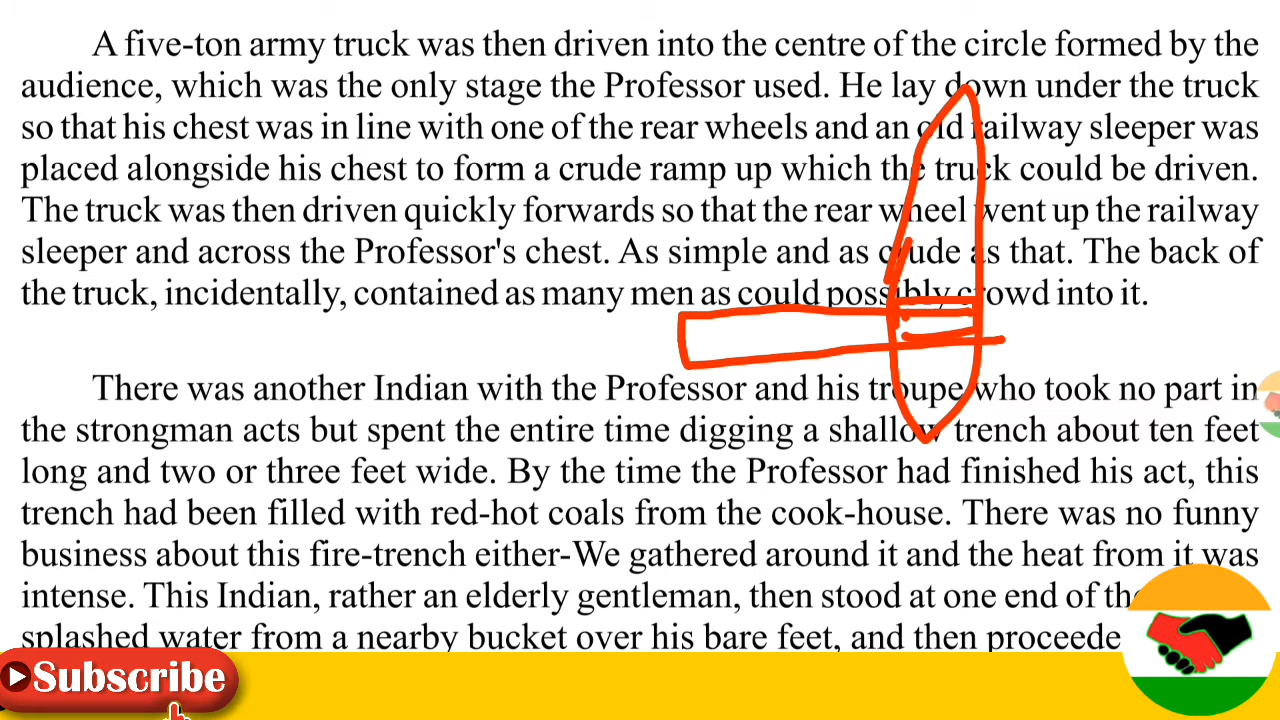 A five-ton army truck was then driven into the centre of the circle formed by the
audience, which was the only stage the Professor used. He lay down under the truck
so that his chest was in line with one of the rear wheels and an old railway sleeper was
placed alongside his chest to form a crude ramp up which the truck could be driven.
The truck was then driven quickly forwards so that the rear wheel went up the railway
sleeper and across the Professor's chest. As simple and as crude as that. The back of
the truck, incidentally, contained as many men as could possibly crowd into it.
There was another Indian with the Professor and his troupe who took no part in
the strongman acts but spent the entire time digging a shallow trench about ten feet
long and two or three feet wide. By the time the Professor had finished his act, this
trench had been filled with red-hot coals from the cook-house. There was no funny
business about this fire-trench either-We gathered around it and the heat from it was
intense. This Indian, rather an elderly gentleman, then stood at one end of the
splashed water from a nearby bucket over his bare feet, and then proceede
Subscribe